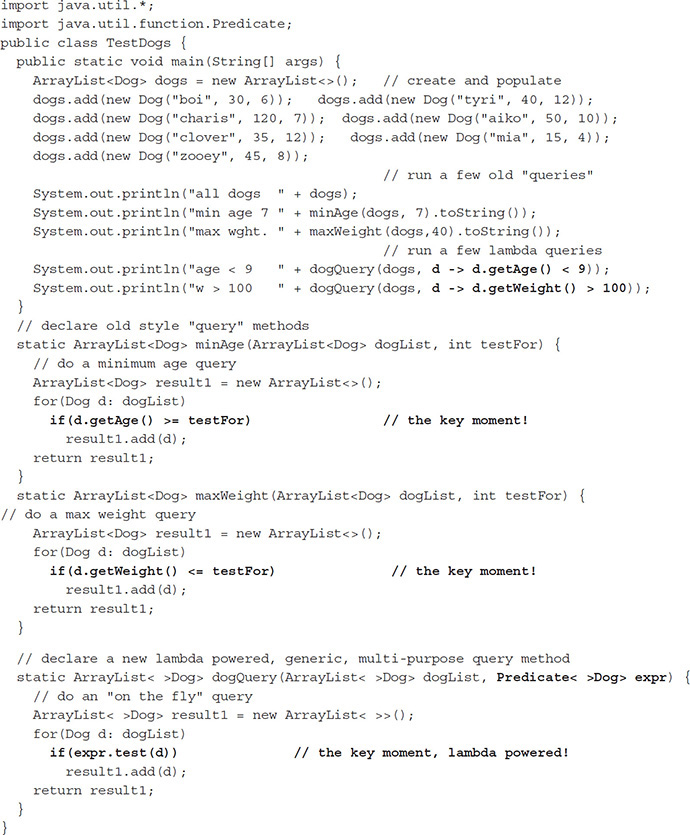 import java.util.*;
import java.util.function.Predicate;
public class TestDogs {
  public static void main(String[] args) {
    ArrayList<Dog> dogs = new ArrayList<>();   // create and populate
    dogs.add(new Dog("boi", 30, 6));   dogs.add(new Dog("tyri", 40, 12));
    dogs.add(new Dog("charis", 120, 7));  dogs.add(new Dog("aiko", 50, 10));
    dogs.add(new Dog("clover", 35, 12));   dogs.add(new Dog("mia", 15, 4));
    dogs.add(new Dog("zooey", 45, 8));
                                               // run a few old "queries"
    System.out.println("all dogs  " + dogs);
    System.out.println("min age 7 " + minAge(dogs, 7).toString());
    System.out.println("max wght. " + maxWeight(dogs,40).toString());
                                               // run a few lambda queries
    System.out.println("age < 9   " + dogQuery(dogs, d -> d.getAge() < 9));
    System.out.println("w > 100   " + dogQuery(dogs, d -> d.getWeight() > 100));
  }
  // declare old style "query" methods
  static ArrayList<Dog> minAge(ArrayList<Dog> dogList, int testFor) {
    // do a minimum age query
    ArrayList<Dog> result1 = new ArrayList<>();
    for(Dog d: dogList)
      if(d.getAge() >= testFor)                // the key moment!
        result1.add(d);
    return result1;
  }
  static ArrayList<Dog> maxWeight(ArrayList<Dog> dogList, int testFor) {
// do a max weight query
    ArrayList<Dog> result1 = new ArrayList<>();
    for(Dog d: dogList)
      if(d.getWeight() <= testFor)              // the key moment!
        result1.add(d);
    return result1;
  }
  // declare a new lambda powered, generic, multi-purpose query method
  static ArrayList< >Dog> dogQuery(ArrayList< >Dog> dogList, Predicate< >Dog> expr) {
    // do an "on the fly" query
    ArrayList< >Dog> result1 = new ArrayList< >>();
    for(Dog d: dogList)
      if(expr.test(d))              // the key moment, lambda powered!
        result1.add(d);
    return result1;
  }
}